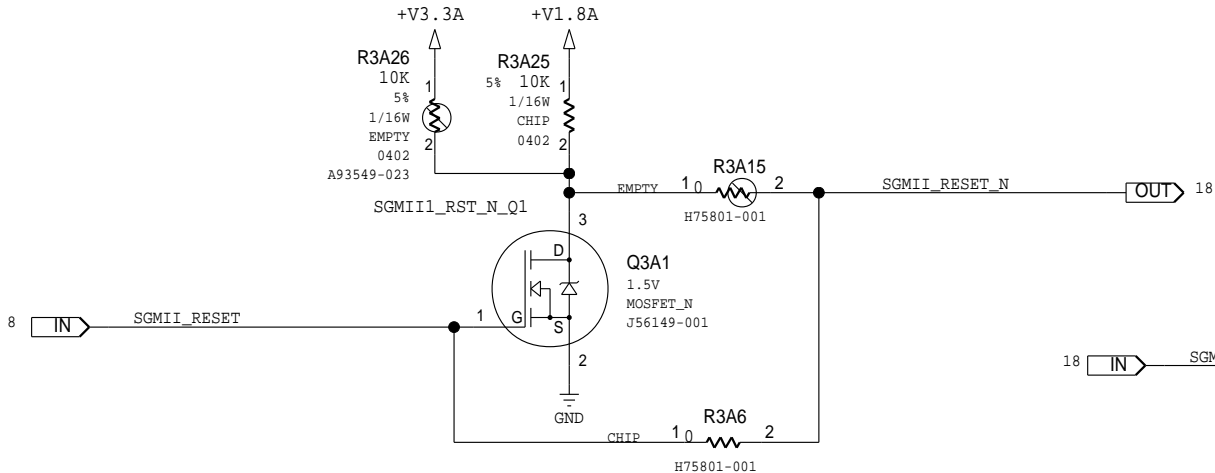 +V3.3A
+V1.8A
R3A26
10K
5%
1/16W
EMPTY
0402
A93549-023
1
2
R3A25
5% 10K
1/16W
CHIP
0402
1
2
R3A15
EMPTY
1 0
2
H75801-001
SGMII_RESET_N
OUT
18
SGMII1_RST_N_Q1
3
D
G
S
1
2
Q3A1
1.5V
MOSFET_N
J56149-001
GND
8
IN
SGMII_RESET
18
IN
R3A6
CHIP
1 0
2
H75801-001